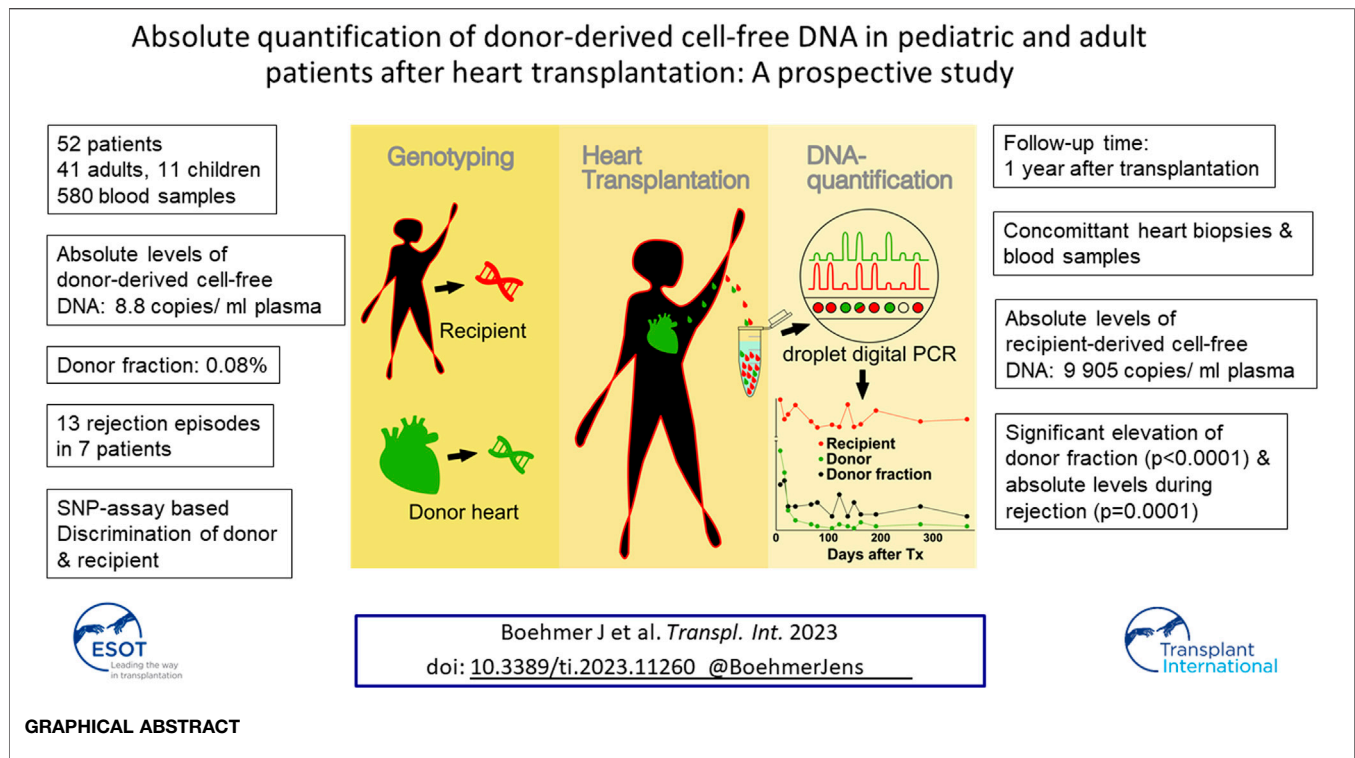 Absolute quantification of donor-derived cell-free DNA in pediatric and adult
patients after heart transplantation: A prospective study
52 patients
41 adults, 11 children
580 blood samples
Absolute levels of
donor-derived cell-free
DNA: 8.8 copies/ ml plasma
Donor fraction: 0.08%
13 rejection episodes
in 7 patients
SNP-assay based
Discrimination of donor
& recipient
Genotyping
Recipient
Donor heart
Heart
Transplantation
DNA-
quantification
droplet digital PCR
Recipient
Donor
Donor fraction
0
100
200
300
Days after Tx
Follow-up time:
1 year after transplantation
Concomittant heart biopsies &
blood samples
Absolute levels of
recipient-derived cell-free
DNA: 9 905 copies/ ml plasma
Significant elevation of
donor fraction (p<0.0001) &
absolute levels during
rejection (p=0.0001)
ESOT
Leading the way
in transplantation
Boehmer J et al. Transpl. Int. 2023
doi: 10.3389/ti.2023.11260 @BoehmerJens
Transplant
International
GRAPHICAL ABSTRACT